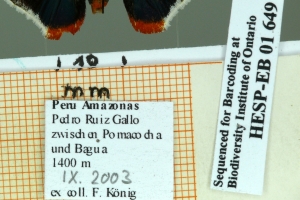 10
mm
Peru Amazonas
Pedro Ruiz Gallo
zwischen Pomacocha
und Bagua
1400 m
IX. 2003
ex coll. F. König
Sequenced for Barcoding at
Biodiversity Institute of Ontario
HESP-EB 01 649